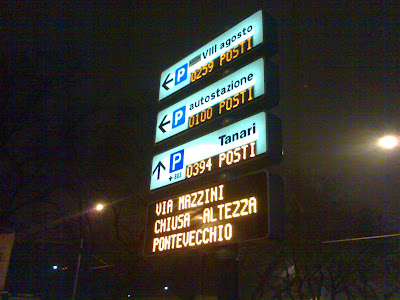 ← P VIII agosto
0259 POSTI
← P autostazione
0100 POSTI
↑ P Tanari
0394 POSTI
VIA MAZZINI
CHIUSA ALTEZZA
PONTEVECCHIO